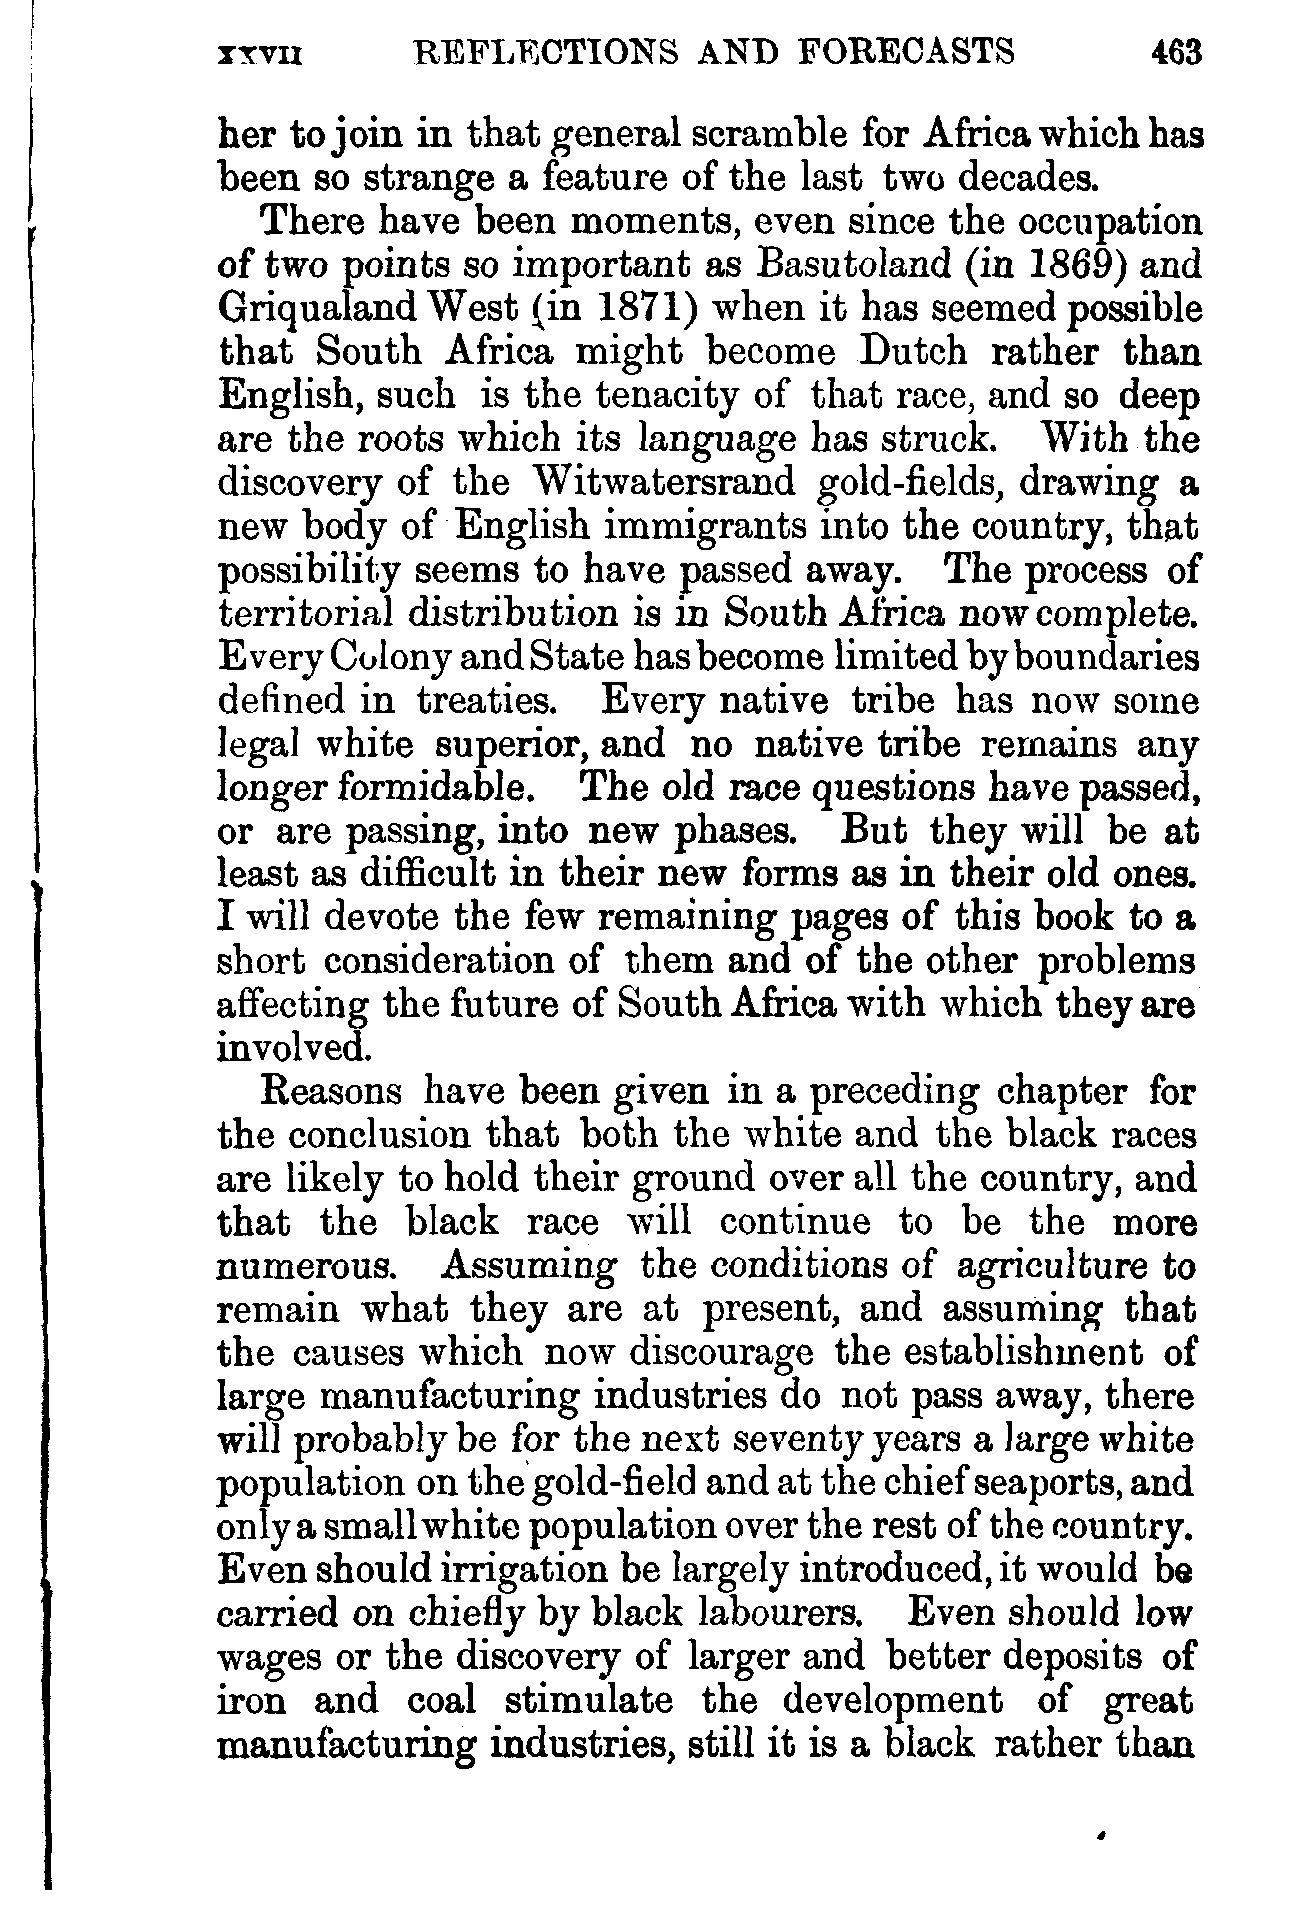 XXVII REFLECTIONS AND FORECASTS 463
her to join in that general scramble for Africa which has
been so strange a feature of the last two decades.
There have been moments, even since the occupation
of two points so important as Basutoland (in 1869) and
Griqualand West (in 1871) when it has seemed possible
that South Africa might become Dutch rather than
English, such is the tenacity of that race, and so deep
are the roots which its language has struck. With the
discovery of the Witwatersrand gold-fields, drawing a
new body of English immigrants into the country, that
possibility seems to have passed away. The process of
territorial distribution is in South Africa now complete.
Every Colony and State has become limited by boundaries
defined in treaties. Every native tribe has now some
legal white superior, and no native tribe remains any
longer formidable. The old race questions have passed,
or are passing, into new phases. But they will be at
least as difficult in their new forms as in their old ones.
I will devote the few remaining pages of this book to a
short consideration of them and of the other problems
affecting the future of South Africa with which they are
involved.
Reasons have been given in a preceding chapter for
the conclusion that both the white and the black races
are likely to hold their ground over all the country, and
that the black race will continue to be the more
numerous. Assuming the conditions of agriculture to
remain what they are at present, and assuming that
the causes which now discourage the establishment of
large manufacturing industries do not pass away, there
will probably be for the next seventy years a large white
population on the gold-field and at the chief seaports, and
only a small white population over the rest of the country.
Even should irrigation be largely introduced, it would be
carried on chiefly by black labourers. Even should low
wages or the discovery of larger and better deposits of
iron and coal stimulate the development of great
manufacturing industries, still it is a black rather than